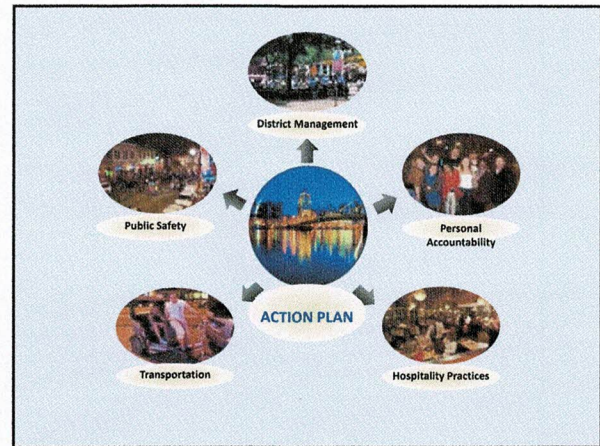 District Management
Public Safety
Personal
Accountability
ACTION PLAN
Transportation
Hospitality Practices